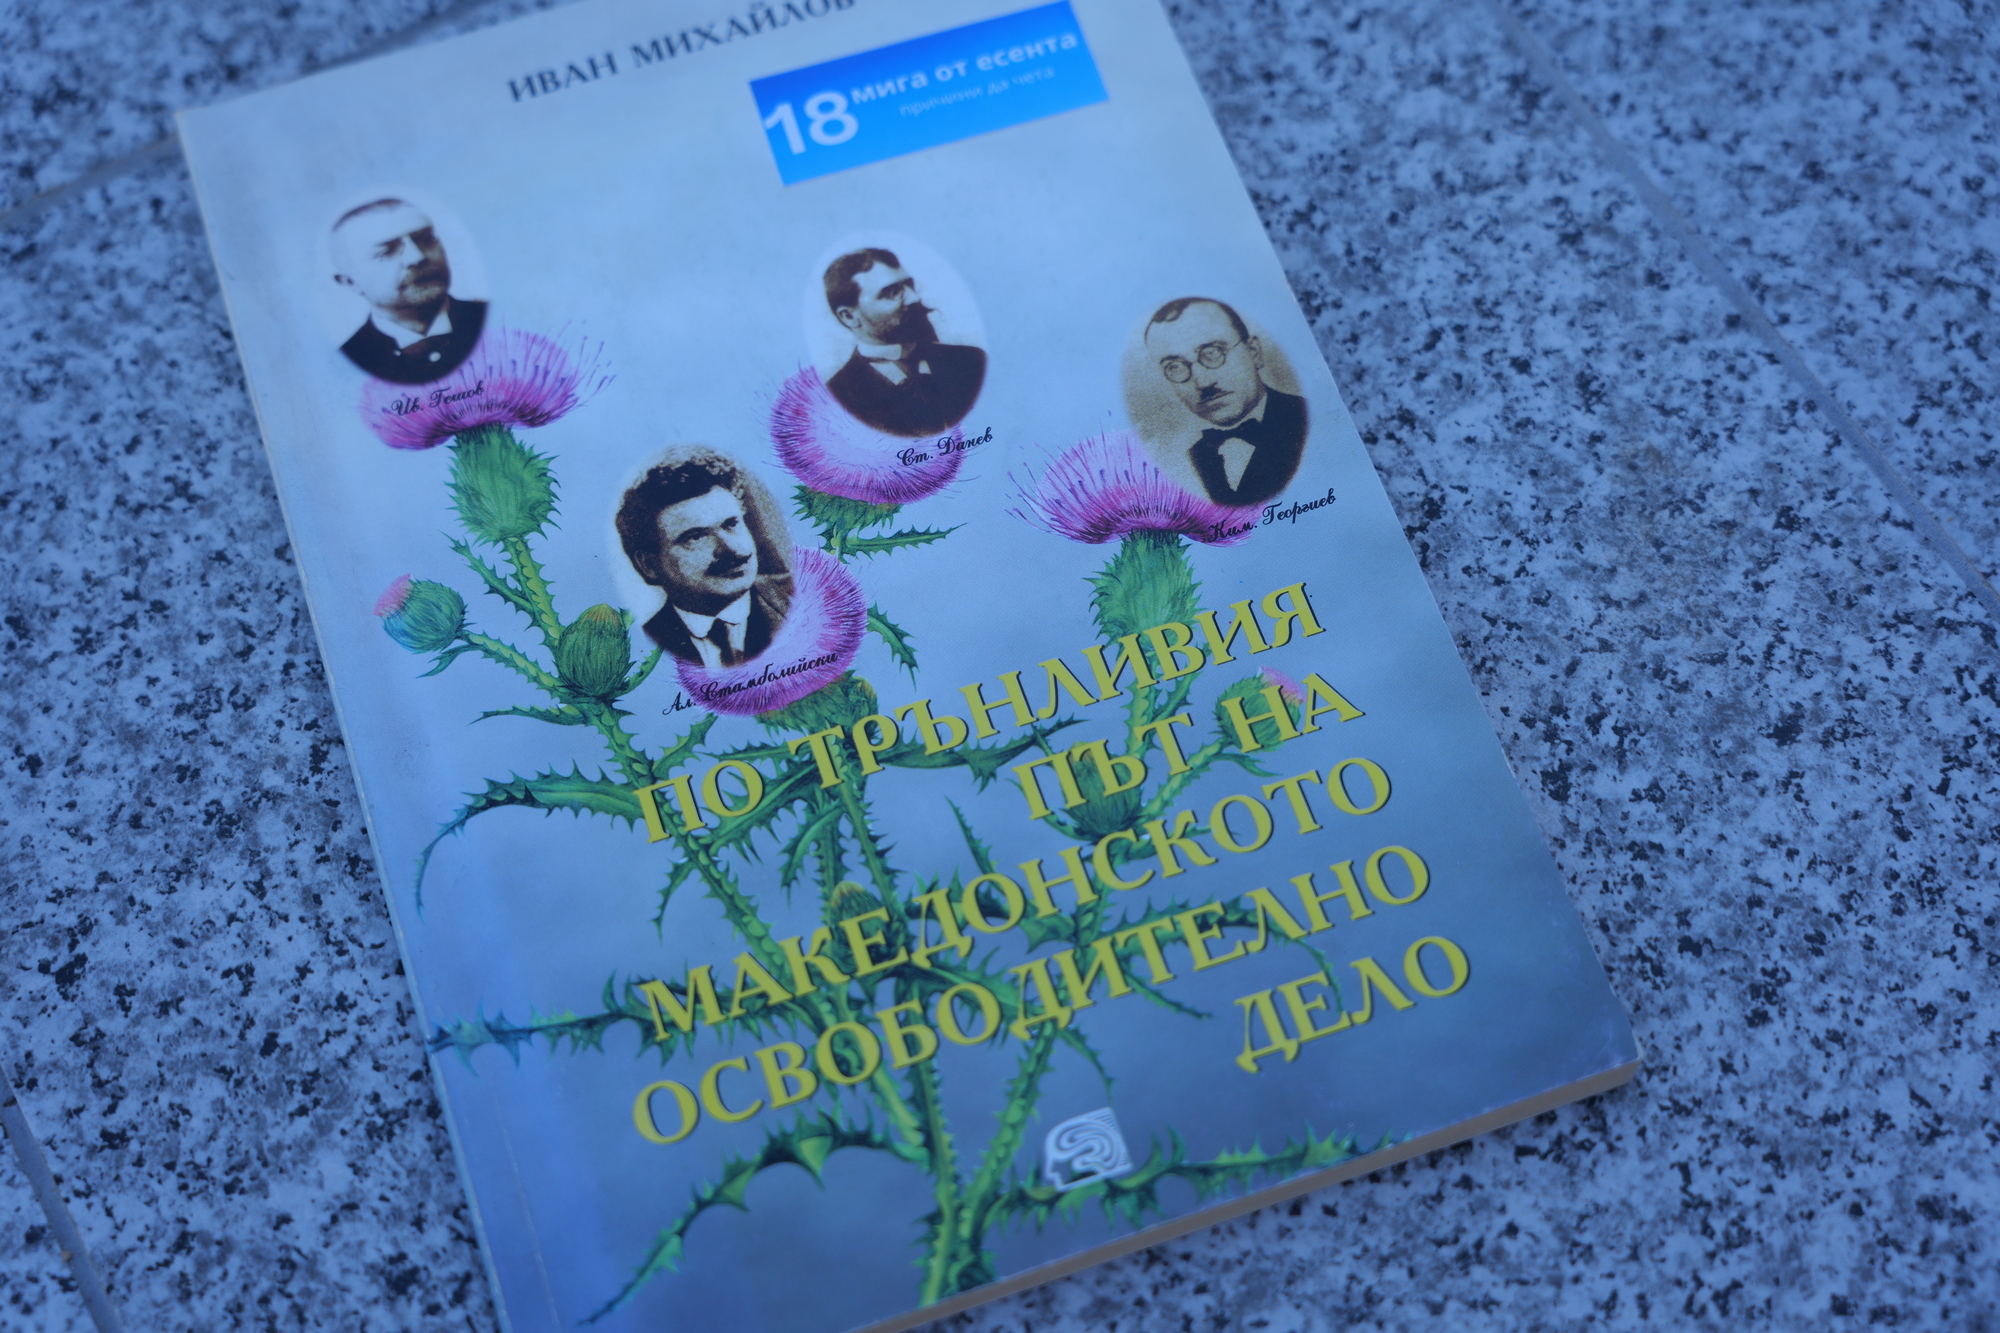 ИВАН МИХАЙЛОВ
18 мига от есента
причини да чета
Ив. Гешов
Ст. Данев
Ким. Георгиев
Ал. Стамболийски
ПО ТРЪНЛИВИЯ
ПЪТ НА
МАКЕДОНСКОТО
ОСВОБОДИТЕЛНО
ДЕЛО